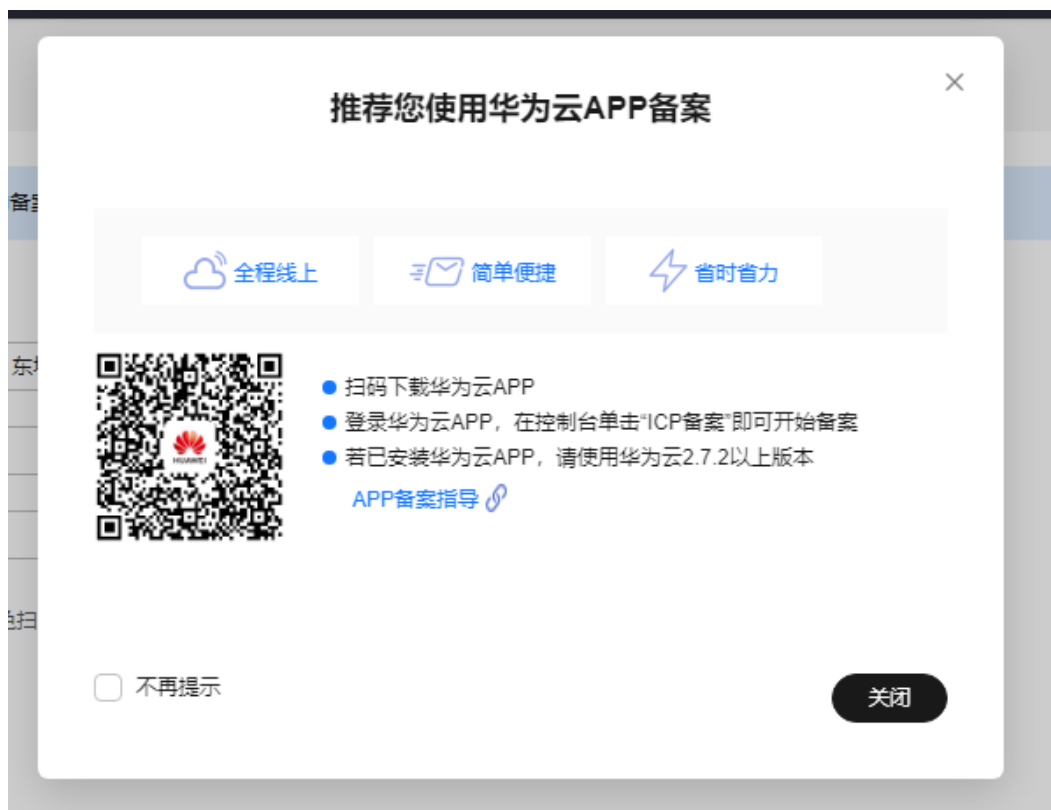 推荐您使用华为云APP备案
备
全程线上
简单便捷
省时省力
东
HUAWEI
扫码下载华为云APP
登录华为云APP，在控制台单击“ICP备案”即可开始备案
若已安装华为云APP，请使用华为云2.7.2以上版本
APP备案指导
扫
不再提示
关闭